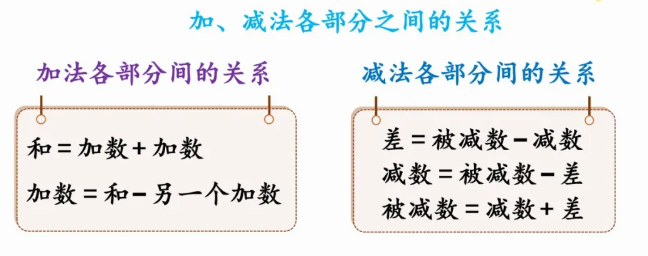 加、减法各部分之间的关系
加法各部分间的关系
和=加数+加数
加数=和-另一个加数
减法各部分间的关系
差=被减数-减数
减数=被减数-差
被减数=减数+差